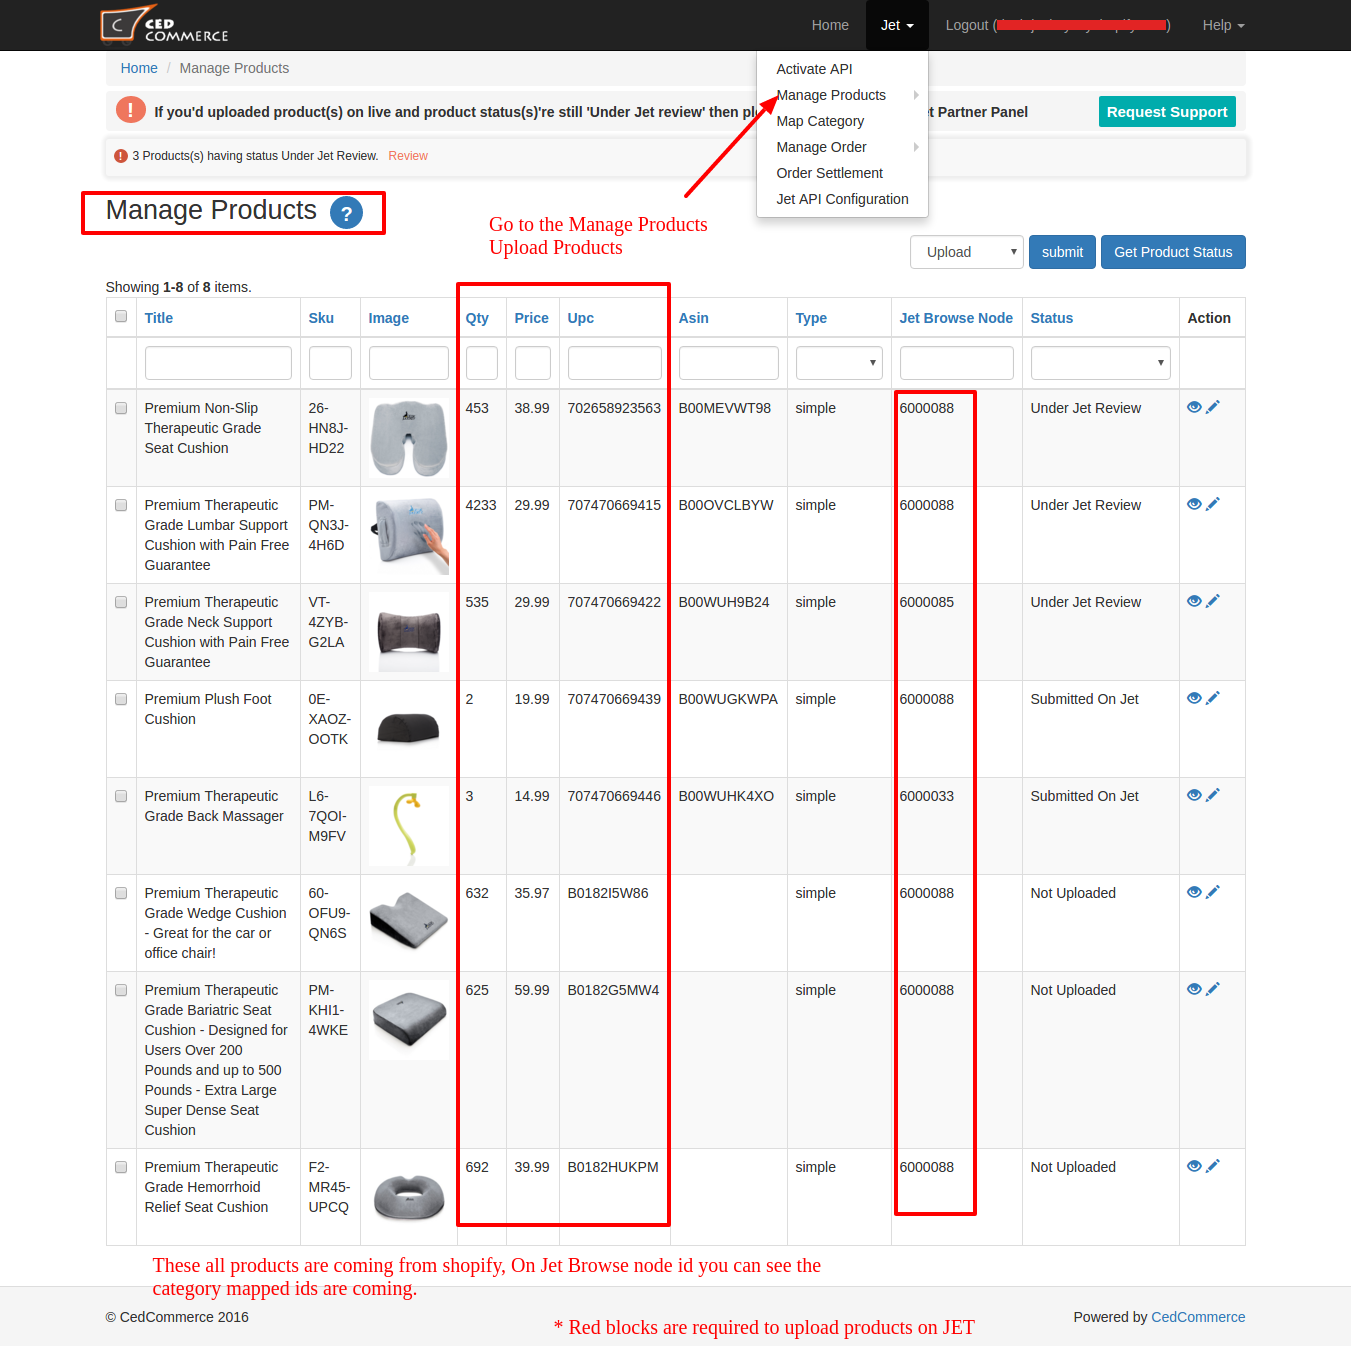 CED
COMMERCE
Home
Jet
Logout (
)
Help
Activate API
Manage Products
Map Category
Manage Order
Order Settlement
Jet API Configuration
Home / Manage Products
! If you'd uploaded product(s) on live and product status(s)'re still 'Under Jet review' then t Partner Panel
Request Support
! 3 Products(s) having status Under Jet Review. Review
Manage Products ?
Go to the Manage Products
Upload Products
Upload submit Get Product Status
Showing 1-8 of 8 items.
Title Sku Image Qty Price Upc Asin Type Jet Browse Node Status Action
Premium Non-Slip 26- 453 38.99 702658923563 B00MEVWT98 simple 6000088 Under Jet Review
Therapeutic Grade HN8J-
Seat Cushion HD22
Premium Therapeutic PM- 4233 29.99 707470669415 B00OVCLBYW simple 6000088 Under Jet Review
Grade Lumbar Support QN3J-
Cushion with Pain Free 4H6D
Guarantee
Premium Therapeutic VT- 535 29.99 707470669422 B00WUH9B24 simple 6000085 Under Jet Review
Grade Neck Support 4ZYB-
Cushion with Pain Free G2LA
Guarantee
Premium Plush Foot 0E- 2 19.99 707470669439 B00WUGKWPA simple 6000088 Submitted On Jet
Cushion XAOZ-
OOTK
Premium Therapeutic L6- 3 14.99 707470669446 B00WUHK4XO simple 6000033 Submitted On Jet
Grade Back Massager 7QOI-
M9FV
Premium Therapeutic 60- 632 35.97 B0182I5W86 simple 6000088 Not Uploaded
Grade Wedge Cushion OFU9-
- Great for the car or QN6S
office chair!
Premium Therapeutic PM- 625 59.99 B0182G5MW4 simple 6000088 Not Uploaded
Grade Bariatric Seat KHI1-
Cushion - Designed for 4WKE
Users Over 200
Pounds and up to 500
Pounds - Extra Large
Super Dense Seat
Cushion
Premium Therapeutic F2- 692 39.99 B0182HUKPM simple 6000088 Not Uploaded
Grade Hemorrhoid MR45-
Relief Seat Cushion UPCQ
These all products are coming from shopify, On Jet Browse node id you can see the
category mapped ids are coming.
© CedCommerce 2016
Powered by CedCommerce
* Red blocks are required to upload products on JET